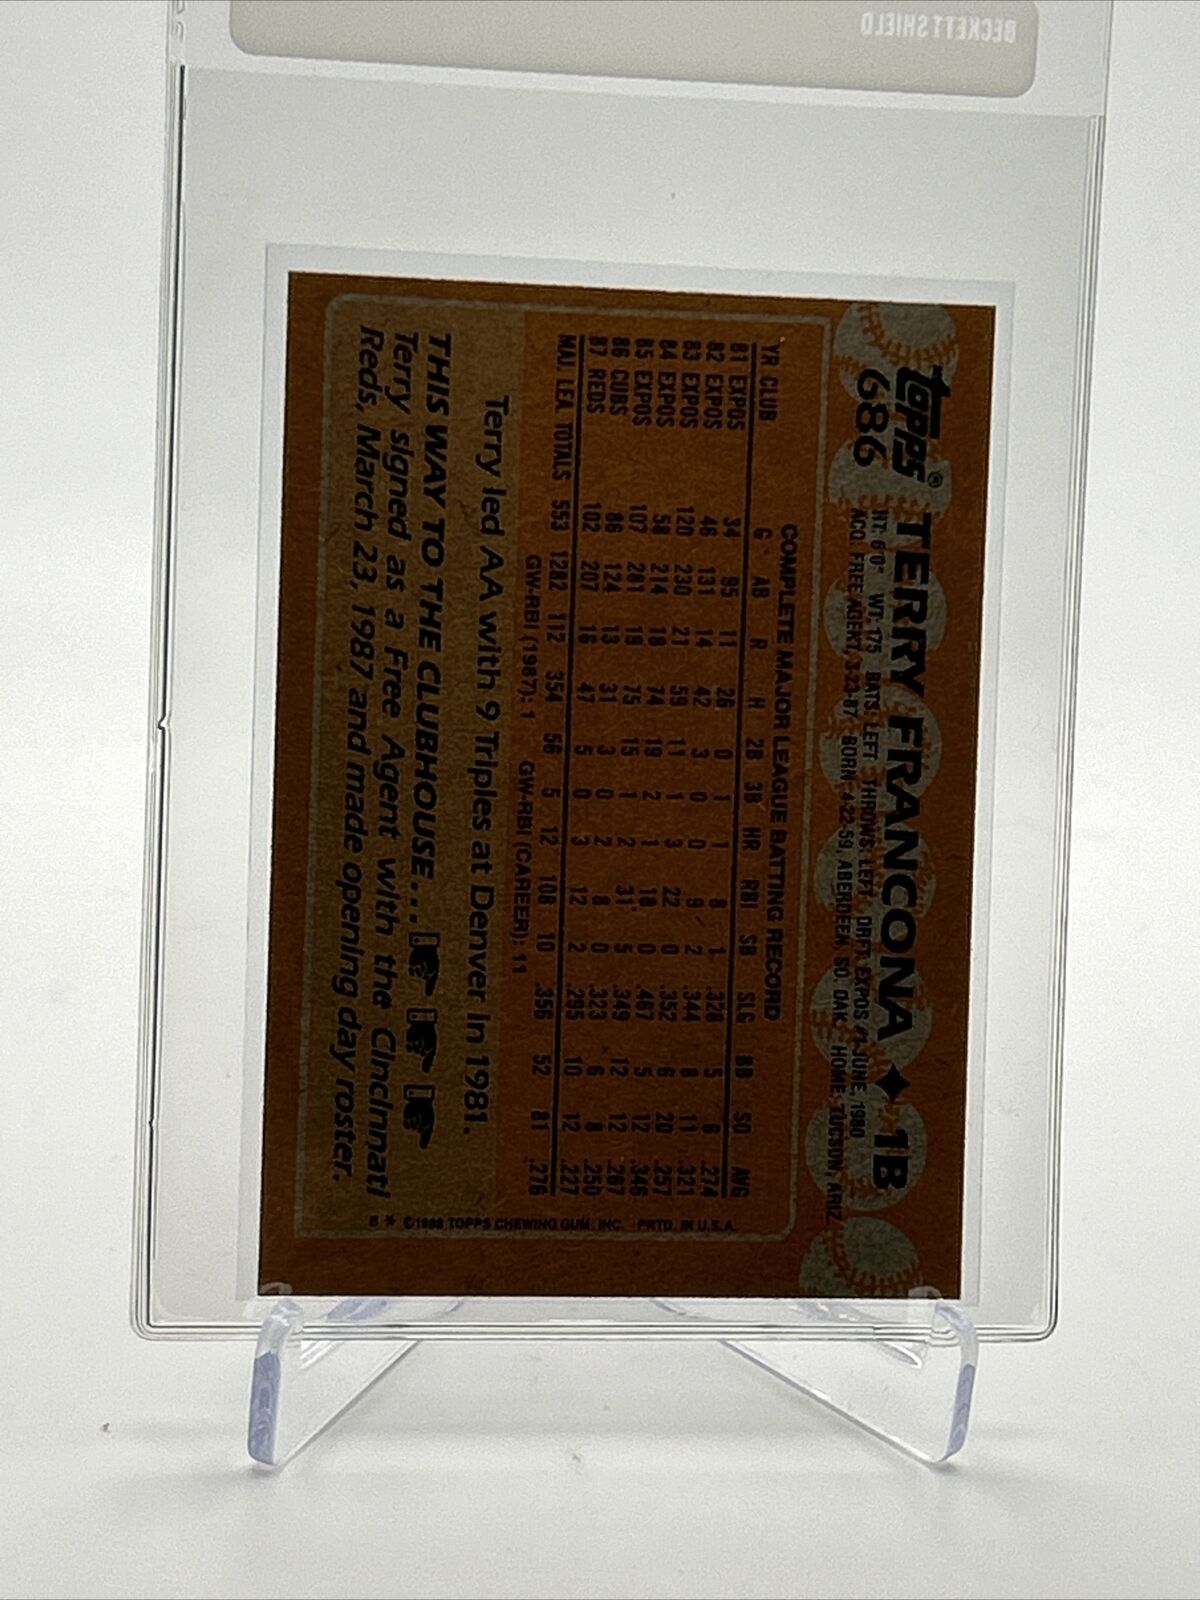 BECKETT SHIELD
topps®
686
TERRY FRANCONA ✦ 1B
HT: 6'0" WT: 175 BATS: LEFT THROWS: LEFT DRFT: EXPOS #1-JUNE, 1980
ACQ: FREE AGENT, 3-23-87 BORN: 4-22-59, ABERDEEN, SO. DAK. HOME: TUCSON, ARIZ.
COMPLETE MAJOR LEAGUE BATTING RECORD
YR CLUB G AB R H 2B 3B HR RBI SB SLG BB SO AVG
81 EXPOS 34 95 11 26 0 1 1 8 1 .326 5 6 .274
82 EXPOS 46 131 14 42 3 0 0 9 2 .344 8 11 .321
83 EXPOS 120 230 21 59 11 1 3 22 0 .352 6 20 .257
84 EXPOS 58 214 18 74 19 2 1 18 0 .467 5 12 .346
85 EXPOS 107 281 19 75 15 1 2 31 5 .349 12 12 .267
86 CUBS 86 124 13 31 3 0 2 8 0 .323 6 8 .250
87 REDS 102 207 16 47 5 0 3 12 2 .295 10 12 .227
MAJ. LEA. TOTALS 553 1282 112 354 56 5 12 108 10 .356 52 81 .276
GW-RBI (1987): 1 GW-RBI (CAREER): 11
Terry led AA with 9 Triples at Denver in 1981.
THIS WAY TO THE CLUBHOUSE...
Terry signed as a Free Agent with the Cincinnati
Reds, March 23, 1987 and made opening day roster.
B * ©1988 TOPPS CHEWING GUM, INC. PRTD. IN U.S.A.